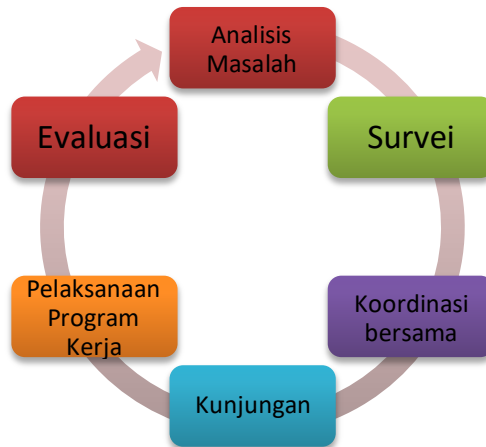 Analisis
Masalah
Survei
Koordinasi
bersama
Kunjungan
Pelaksanaan
Program
Kerja
Evaluasi